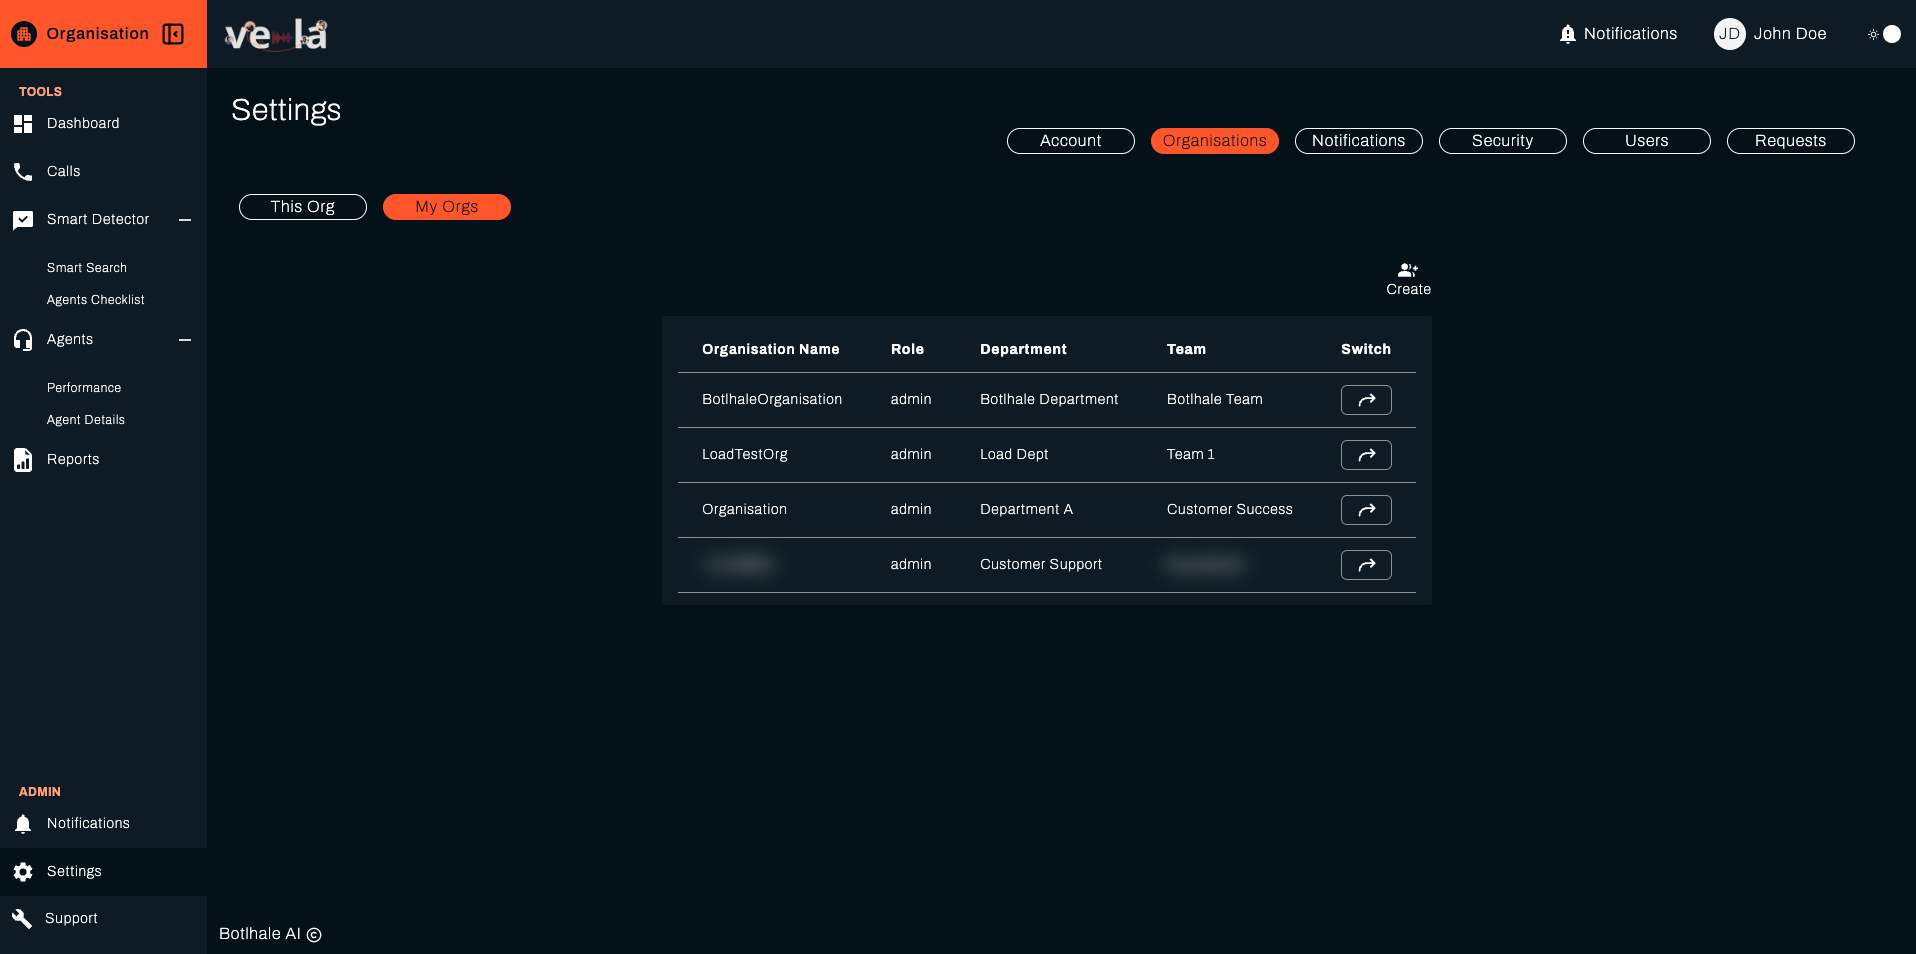 Organisation
vela
Notifications
JD John Doe
TOOLS
Dashboard
Calls
Smart Detector
Smart Search
Agents Checklist
Agents
Performance
Agent Details
Reports
ADMIN
Notifications
Settings
Support
Settings
Account Organisations Notifications Security Users Requests
This Org My Orgs
Create
Organisation Name Role Department Team Switch
BotlhaleOrganisation admin Botlhale Department Botlhale Team
LoadTestOrg admin Load Dept Team 1
Organisation admin Department A Customer Success
admin Customer Support
Botlhale AI ©